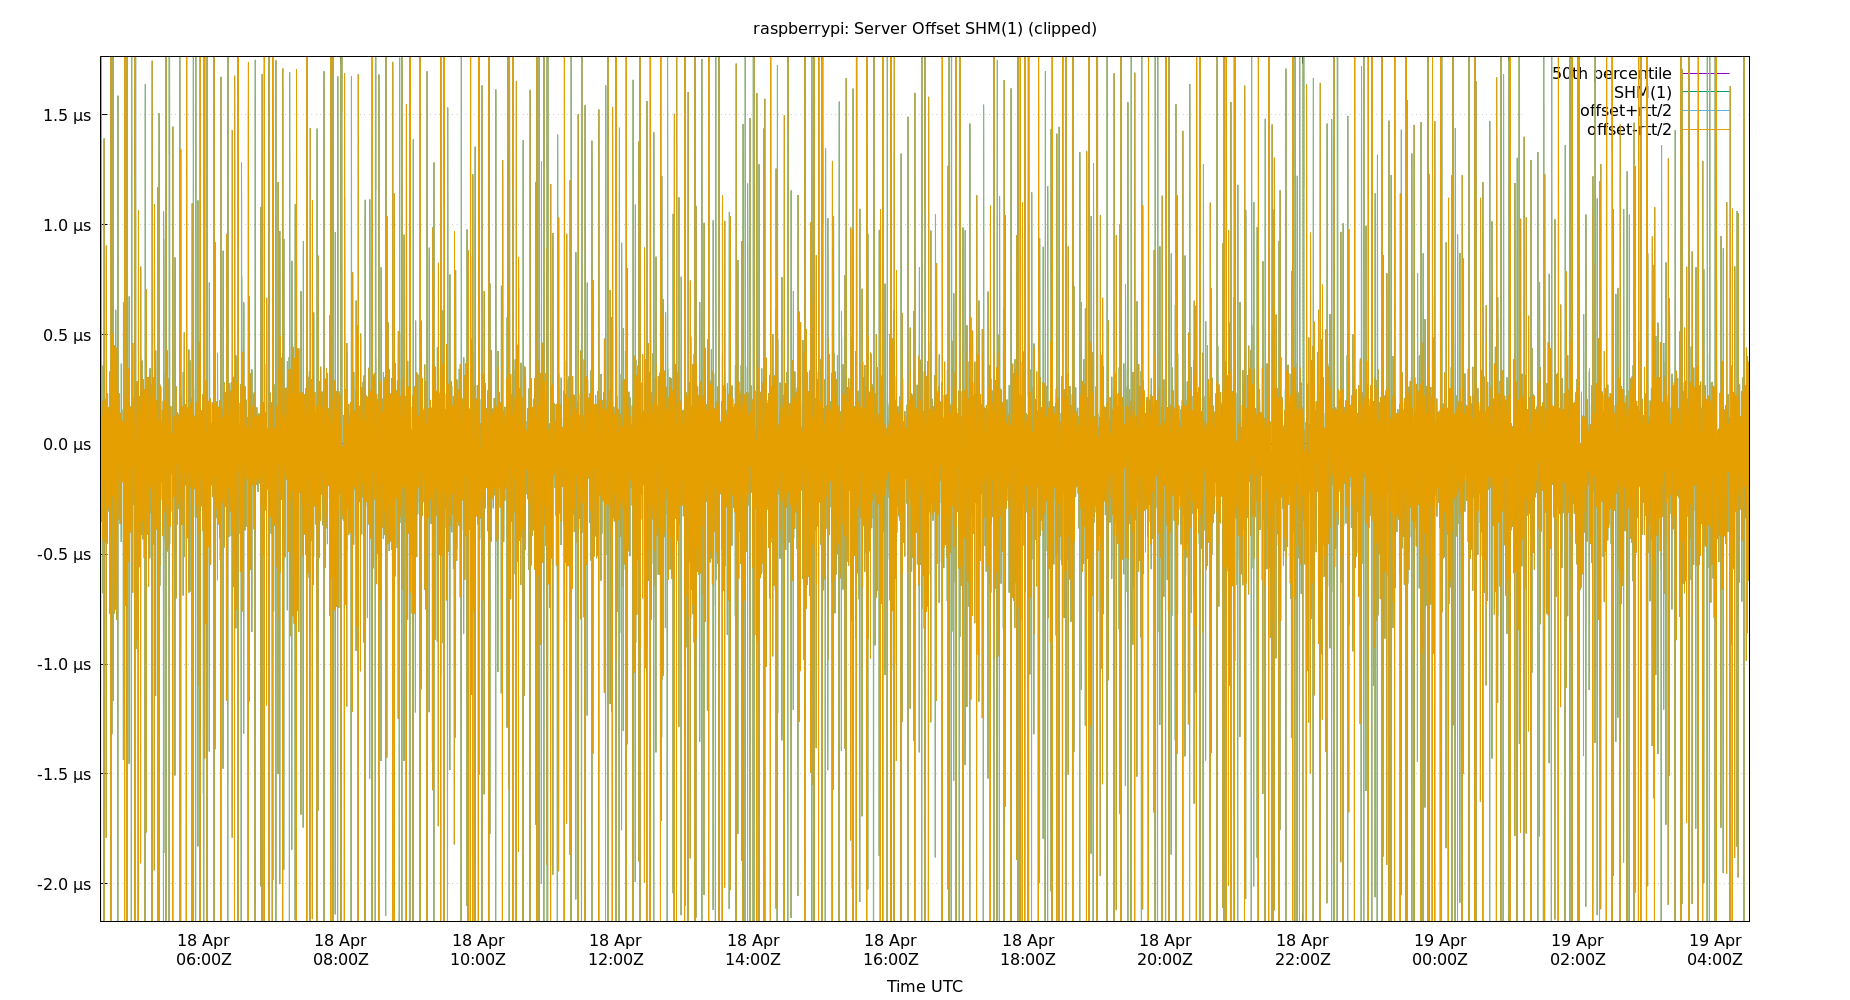 raspberrypi: Server Offset SHM(1) (clipped)
50th percentile
SHM(1)
offset+rtt/2
offset-rtt/2
1.5 µs
1.0 µs
0.5 µs
0.0 µs
-0.5 µs
-1.0 µs
-1.5 µs
-2.0 µs
18 Apr 18 Apr 18 Apr 18 Apr 18 Apr 18 Apr 18 Apr 18 Apr 18 Apr 19 Apr 19 Apr 19 Apr
06:00Z 08:00Z 10:00Z 12:00Z 14:00Z 16:00Z 18:00Z 20:00Z 22:00Z 00:00Z 02:00Z 04:00Z
Time UTC